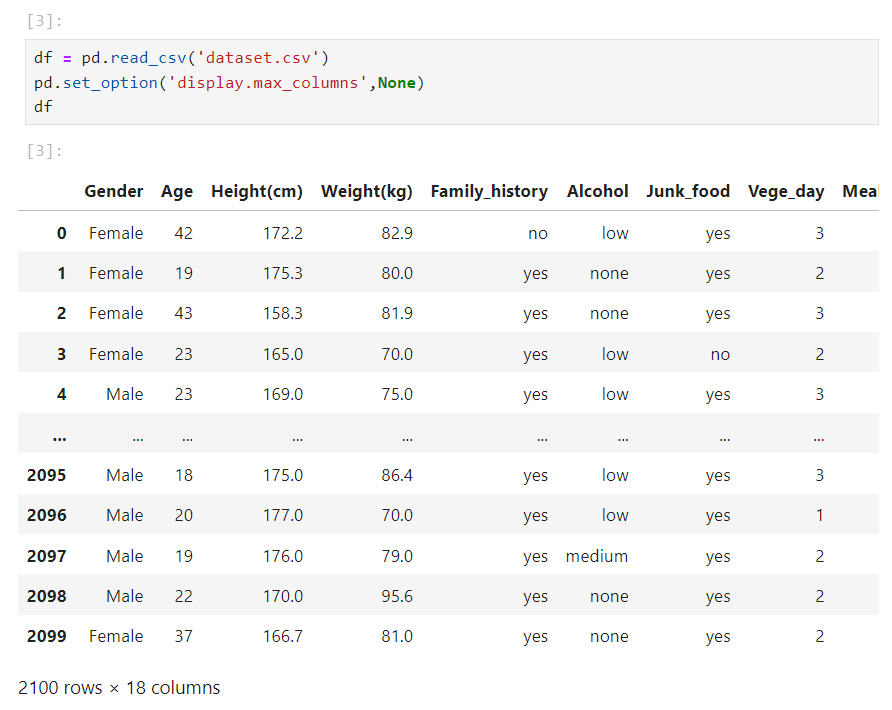 [3]:
df = pd.read_csv('dataset.csv')
pd.set_option('display.max_columns',None)
df
[3]:
Gender Age Height(cm) Weight(kg) Family_history Alcohol Junk_food Vege_day Meal
0 Female 42 172.2 82.9 no low yes 3
1 Female 19 175.3 80.0 yes none yes 2
2 Female 43 158.3 81.9 yes none yes 3
3 Female 23 165.0 70.0 yes low no 2
4 Male 23 169.0 75.0 yes low yes 3
... ... ... ... ... ... ... ... ...
2095 Male 18 175.0 86.4 yes low yes 3
2096 Male 20 177.0 70.0 yes low yes 1
2097 Male 19 176.0 79.0 yes medium yes 2
2098 Male 22 170.0 95.6 yes none yes 2
2099 Female 37 166.7 81.0 yes none yes 2
2100 rows × 18 columns